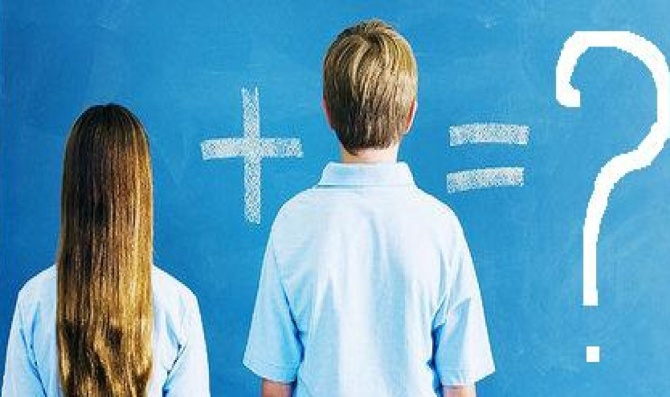 + = ?